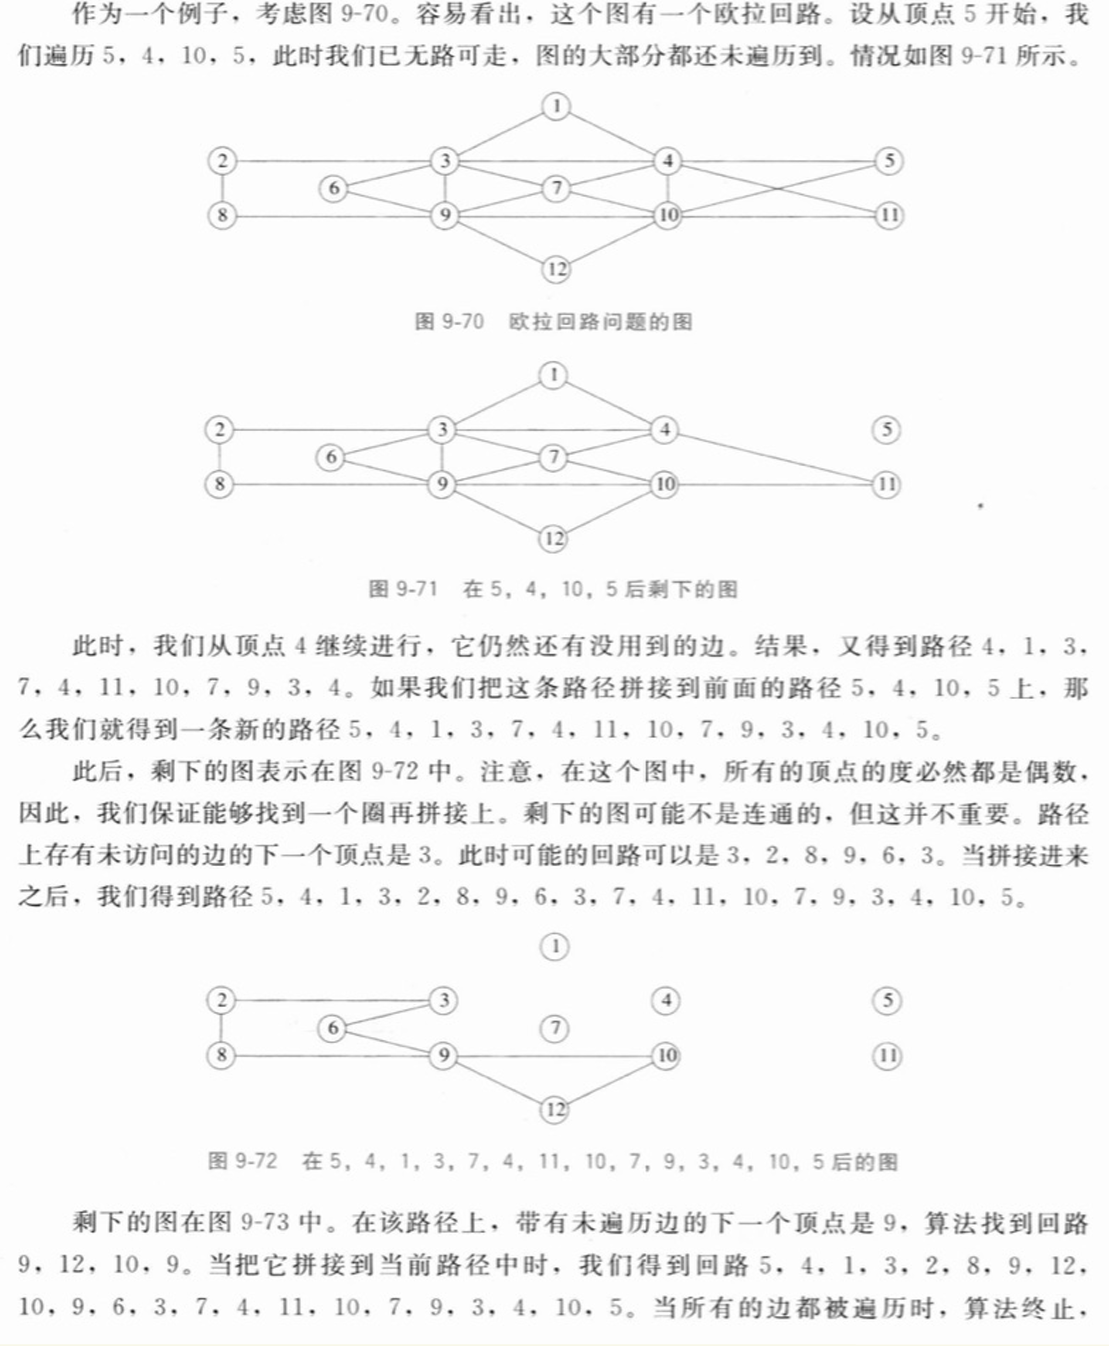 作为一个例子，考虑图 9-70。容易看出，这个图有一个欧拉回路。设从顶点 5 开始，我
们遍历 5，4，10，5，此时我们已无路可走，图的大部分都还未遍历到。情况如图 9-71 所示。
1
2 3 4 5
6 7
8 9 10 11
12
图 9-70 欧拉回路问题的图
1
2 3 4 5
6 7
8 9 10 11
12
图 9-71 在 5，4，10，5 后剩下的图
此时，我们从顶点 4 继续进行，它仍然还有没用到的边。结果，又得到路径 4，1，3，
7，4，11，10，7，9，3，4。如果我们把这条路径拼接到前面的路径 5，4，10，5 上，那
么我们就得到一条新的路径 5，4，1，3，7，4，11，10，7，9，3，4，10，5。
此后，剩下的图表示在图 9-72 中。注意，在这个图中，所有的顶点的度必然都是偶数，
因此，我们保证能够找到一个圈再拼接上。剩下的图可能不是连通的，但这并不重要。路径
上存有未访问的边的下一个顶点是 3。此时可能的回路可以是 3，2，8，9，6，3。当拼接进来
之后，我们得到路径 5，4，1，3，2，8，9，6，3，7，4，11，10，7，9，3，4，10，5。
1
2 3 4 5
6 7
8 9 10 11
12
图 9-72 在 5，4，1，3，7，4，11，10，7，9，3，4，10，5 后的图
剩下的图在图 9-73 中。在该路径上，带有未遍历边的下一个顶点是 9，算法找到回路
9，12，10，9。当把它拼接到当前路径中时，我们得到回路 5，4，1，3，2，8，9，12，
10，9，6，3，7，4，11，10，7，9，3，4，10，5。当所有的边都被遍历时，算法终止，